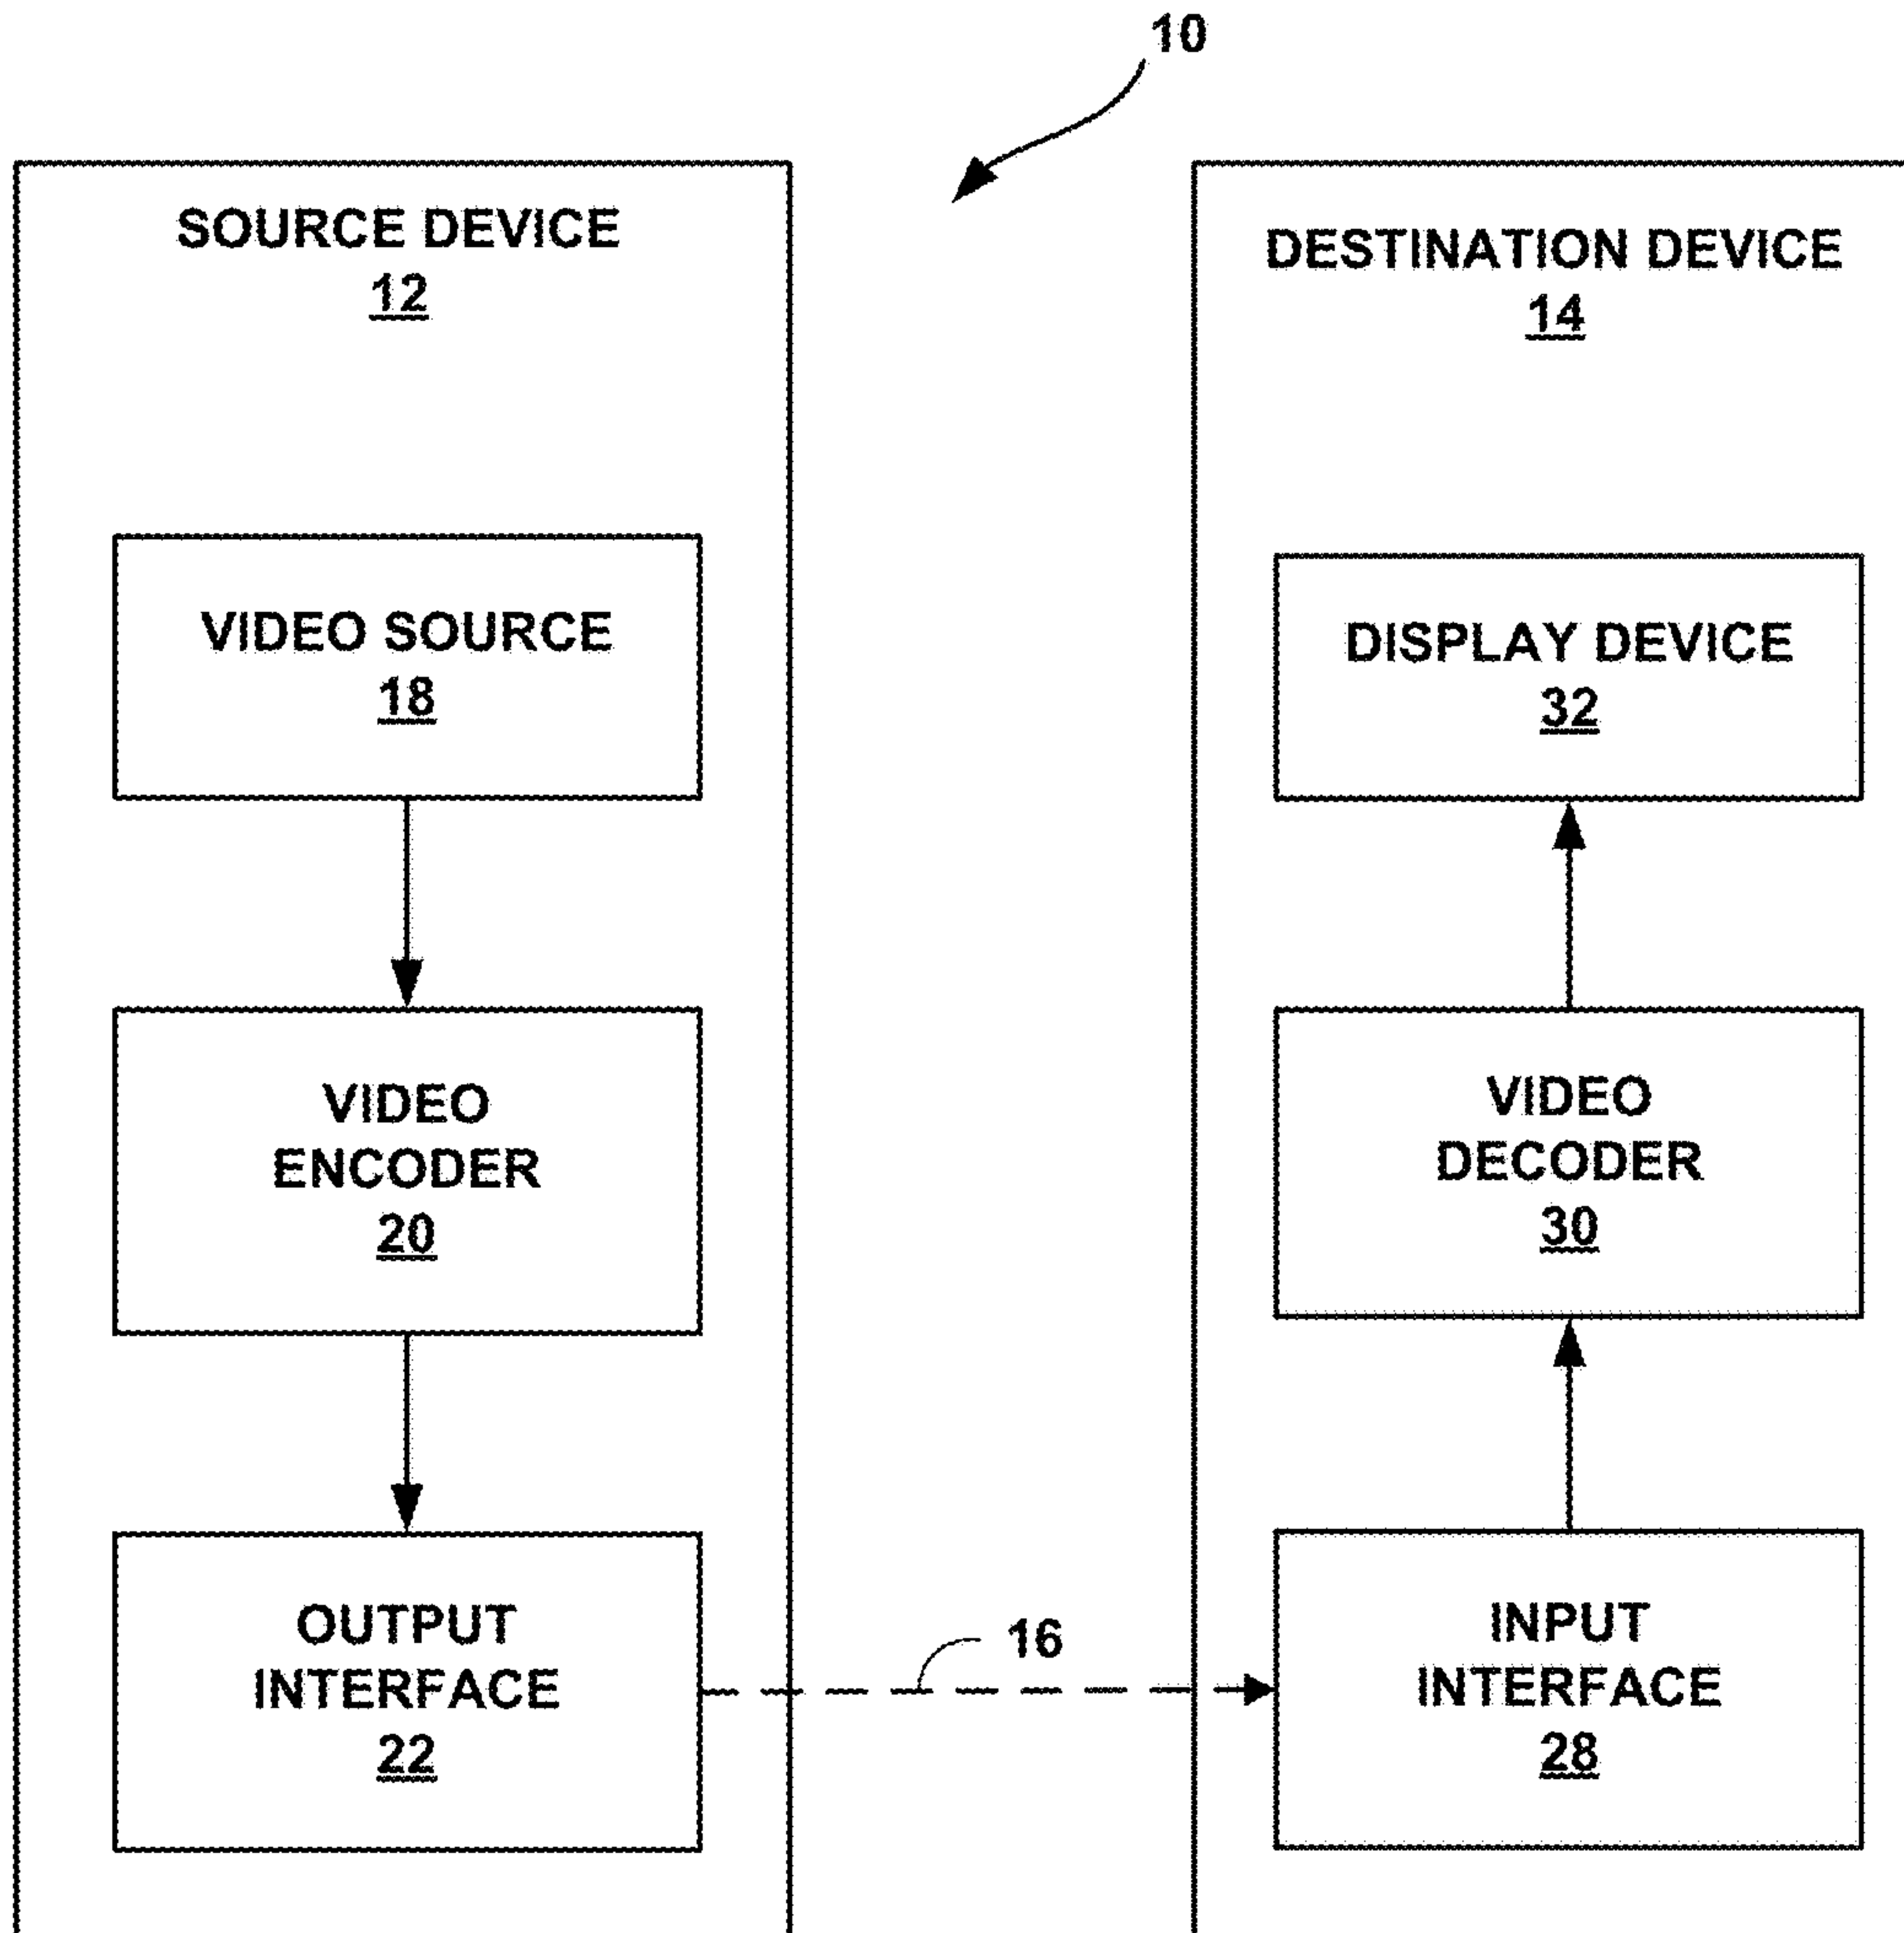 10
SOURCE DEVICE
12
VIDEO SOURCE
18
VIDEO
ENCODER
20
OUTPUT
INTERFACE
22
16
DESTINATION DEVICE
14
DISPLAY DEVICE
32
VIDEO
DECODER
30
INPUT
INTERFACE
28